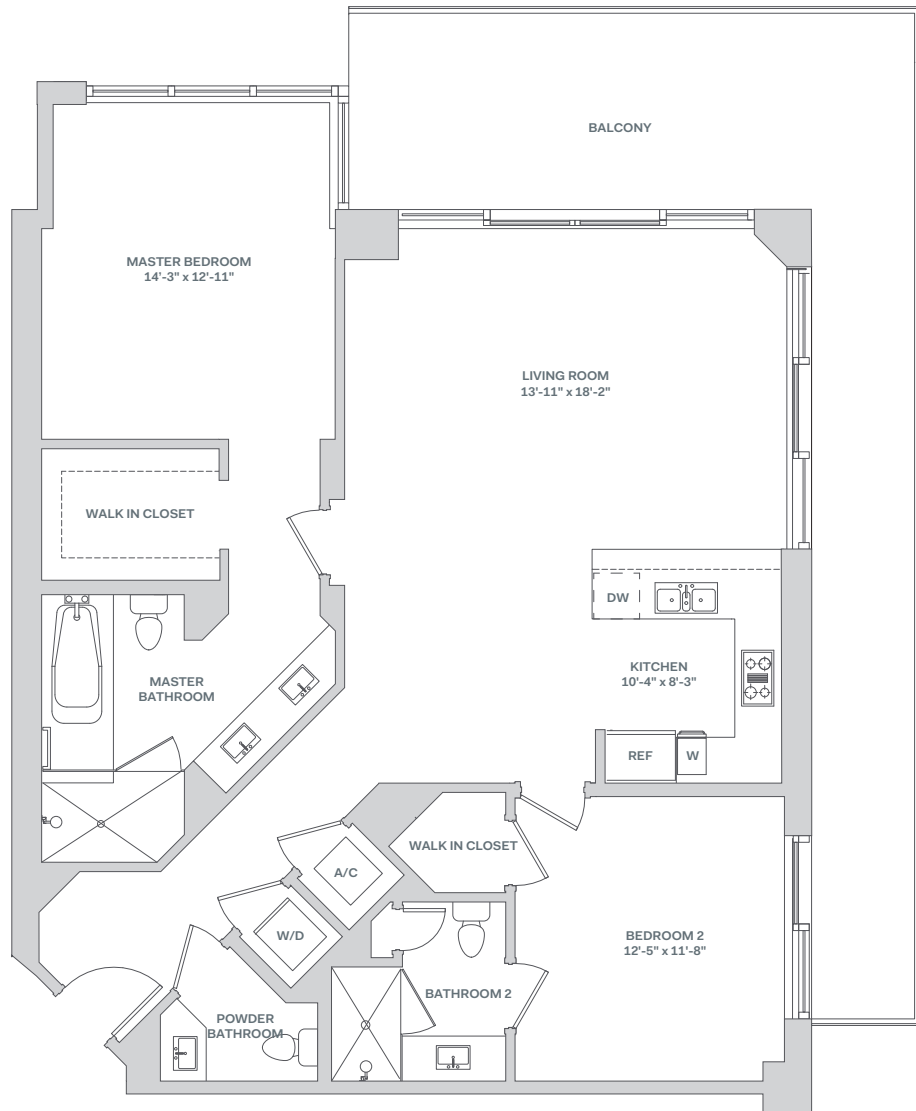 BALCONY
MASTER BEDROOM
14'-3" x 12'-11"
LIVING ROOM
13'-11" x 18'-2"
WALK IN CLOSET
DW
KITCHEN
10'-4" x 8'-3"
MASTER
BATHROOM
REF
W
WALK IN CLOSET
A/C
W/D
BEDROOM 2
12'-5" x 11'-8"
BATHROOM 2
POWDER
BATHROOM